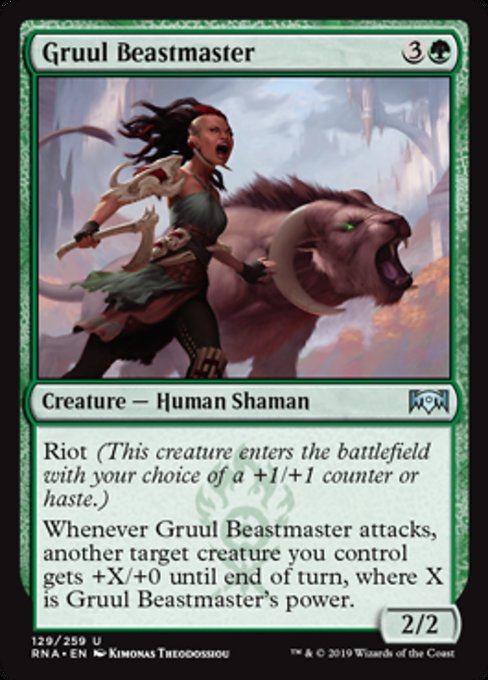 Gruul Beastmaster 3
Creature — Human Shaman
Riot (This creature enters the battlefield
with your choice of a +1/+1 counter or
haste.)
Whenever Gruul Beastmaster attacks,
another target creature you control
gets +X/+0 until end of turn, where X
is Gruul Beastmaster's power.
2/2
129/259 U
RNA • EN Kimonas Theodossiou
™ & © 2019 Wizards of the Coast